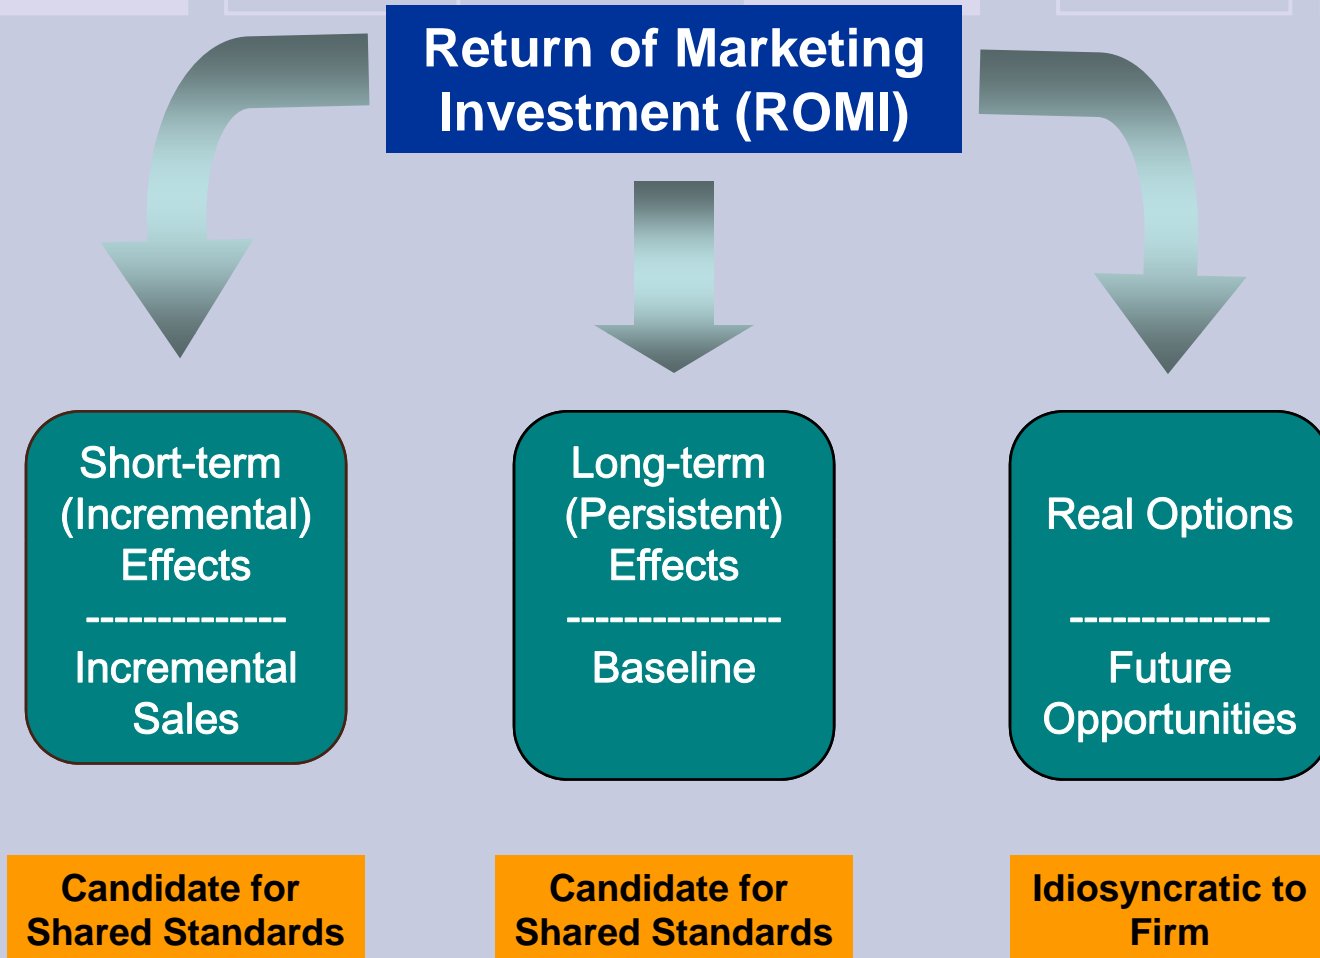 Return of Marketing
Investment (ROMI)
Short-term
(Incremental)
Effects
--------------
Incremental
Sales
Long-term
(Persistent)
Effects
---------------
Baseline
Real Options
--------------
Future
Opportunities
Candidate for
Shared Standards
Candidate for
Shared Standards
Idiosyncratic to
Firm